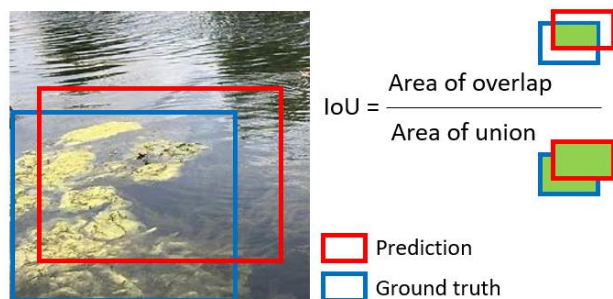 IoU =
Area of overlap
Area of union
Prediction
Ground truth